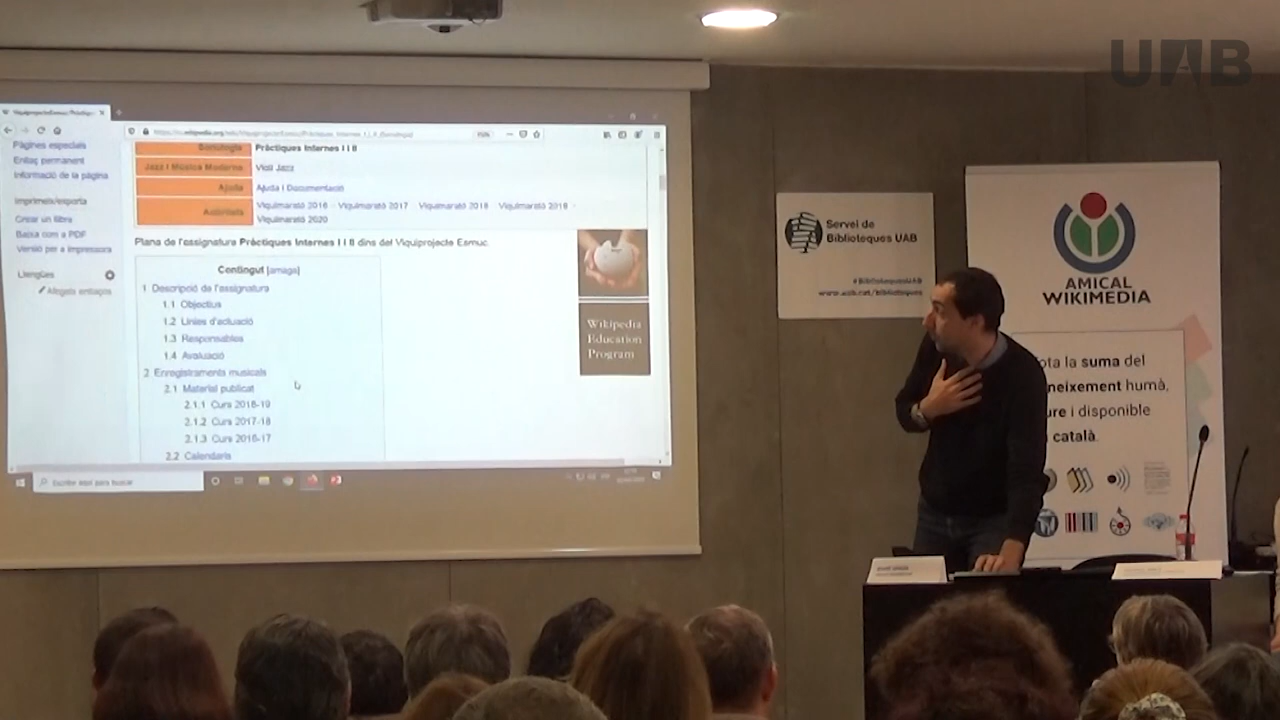 UAB
Pàgines especials
Enllaç permanent
Informació de la pàgina
Imprimeix/exporta
Crear un llibre
Baixa com a PDF
Versió per a impressora
Llengües
Afegeix enllaços
Sonologia
Pràctiques Internes I i II
Jazz i Música Moderna
Violí Jazz
Ajuda
Ajuda i Documentació
Activitats
Viquimarató 2016 · Viquimarató 2017 · Viquimarató 2018 · Viquimarató 2019 ·
Viquimarató 2020
Plana de l'assignatura Pràctiques Internes I i II dins del Viquiprojecte Esmuc.
Contingut [amaga]
1 Descripció de l'assignatura
1.1 Objectius
1.2 Línies d'actuació
1.3 Responsables
1.4 Avaluació
2 Enregistraments musicals
2.1 Material publicat
2.1.1 Curs 2018-19
2.1.2 Curs 2017-18
2.1.3 Curs 2016-17
2.2 Calendaris
Wikipedia
Education
Program
Escriu aquí per buscar
Servei de
Biblioteques UAB
#BibliotequesUAB
www.uab.cat/biblioteques
AMICAL
WIKIMEDIA
la suma del
neixement humà,
ure i disponible
català.